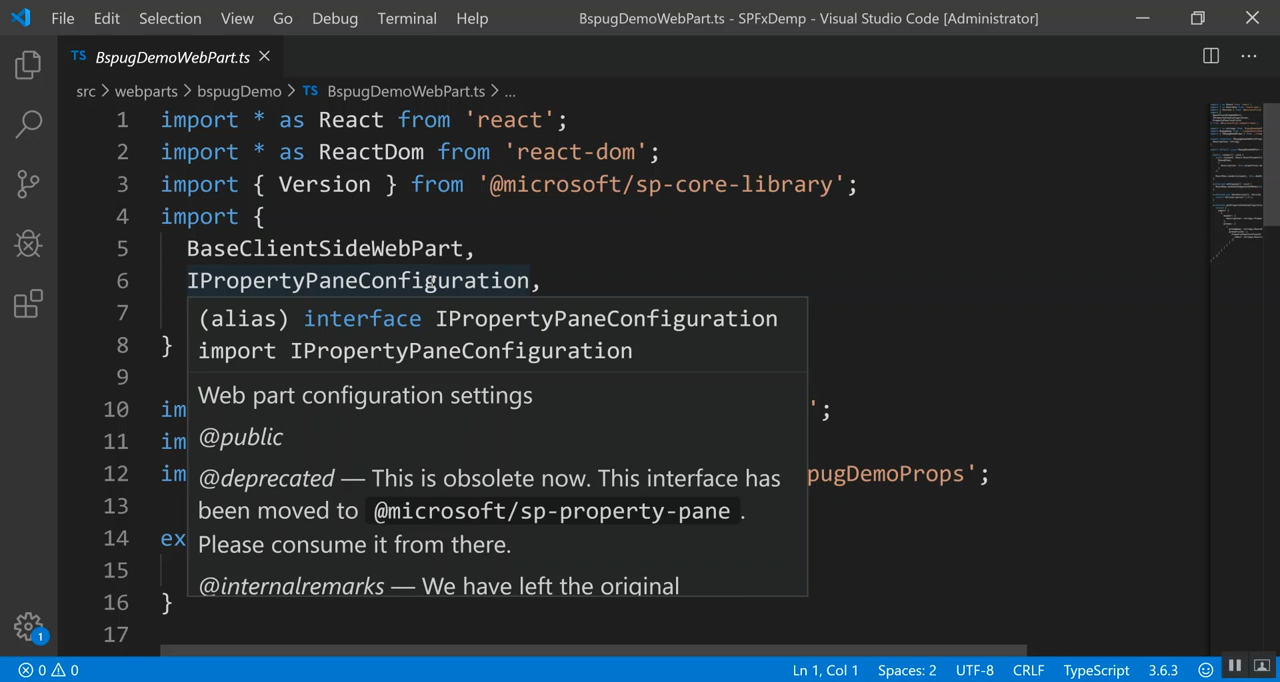 File Edit Selection View Go Debug Terminal Help BspugDemoWebPart.ts - SPFxDemp - Visual Studio Code [Administrator]
TS BspugDemoWebPart.ts
src > webparts > bspugDemo > TS BspugDemoWebPart.ts > ...
1 import * as React from 'react';
2 import * as ReactDom from 'react-dom';
3 import { Version } from '@microsoft/sp-core-library';
4 import {
5 BaseClientSideWebPart,
6 IPropertyPaneConfiguration,
7
8 }
9
10 im ';
11 im
12 im pugDemoProps';
13
14 ex
15
16 }
17
(alias) interface IPropertyPaneConfiguration
import IPropertyPaneConfiguration
Web part configuration settings
@public
@deprecated — This is obsolete now. This interface has
been moved to @microsoft/sp-property-pane .
Please consume it from there.
@internalremarks — We have left the original
1
0 0 Ln 1, Col 1 Spaces: 2 UTF-8 CRLF TypeScript 3.6.3